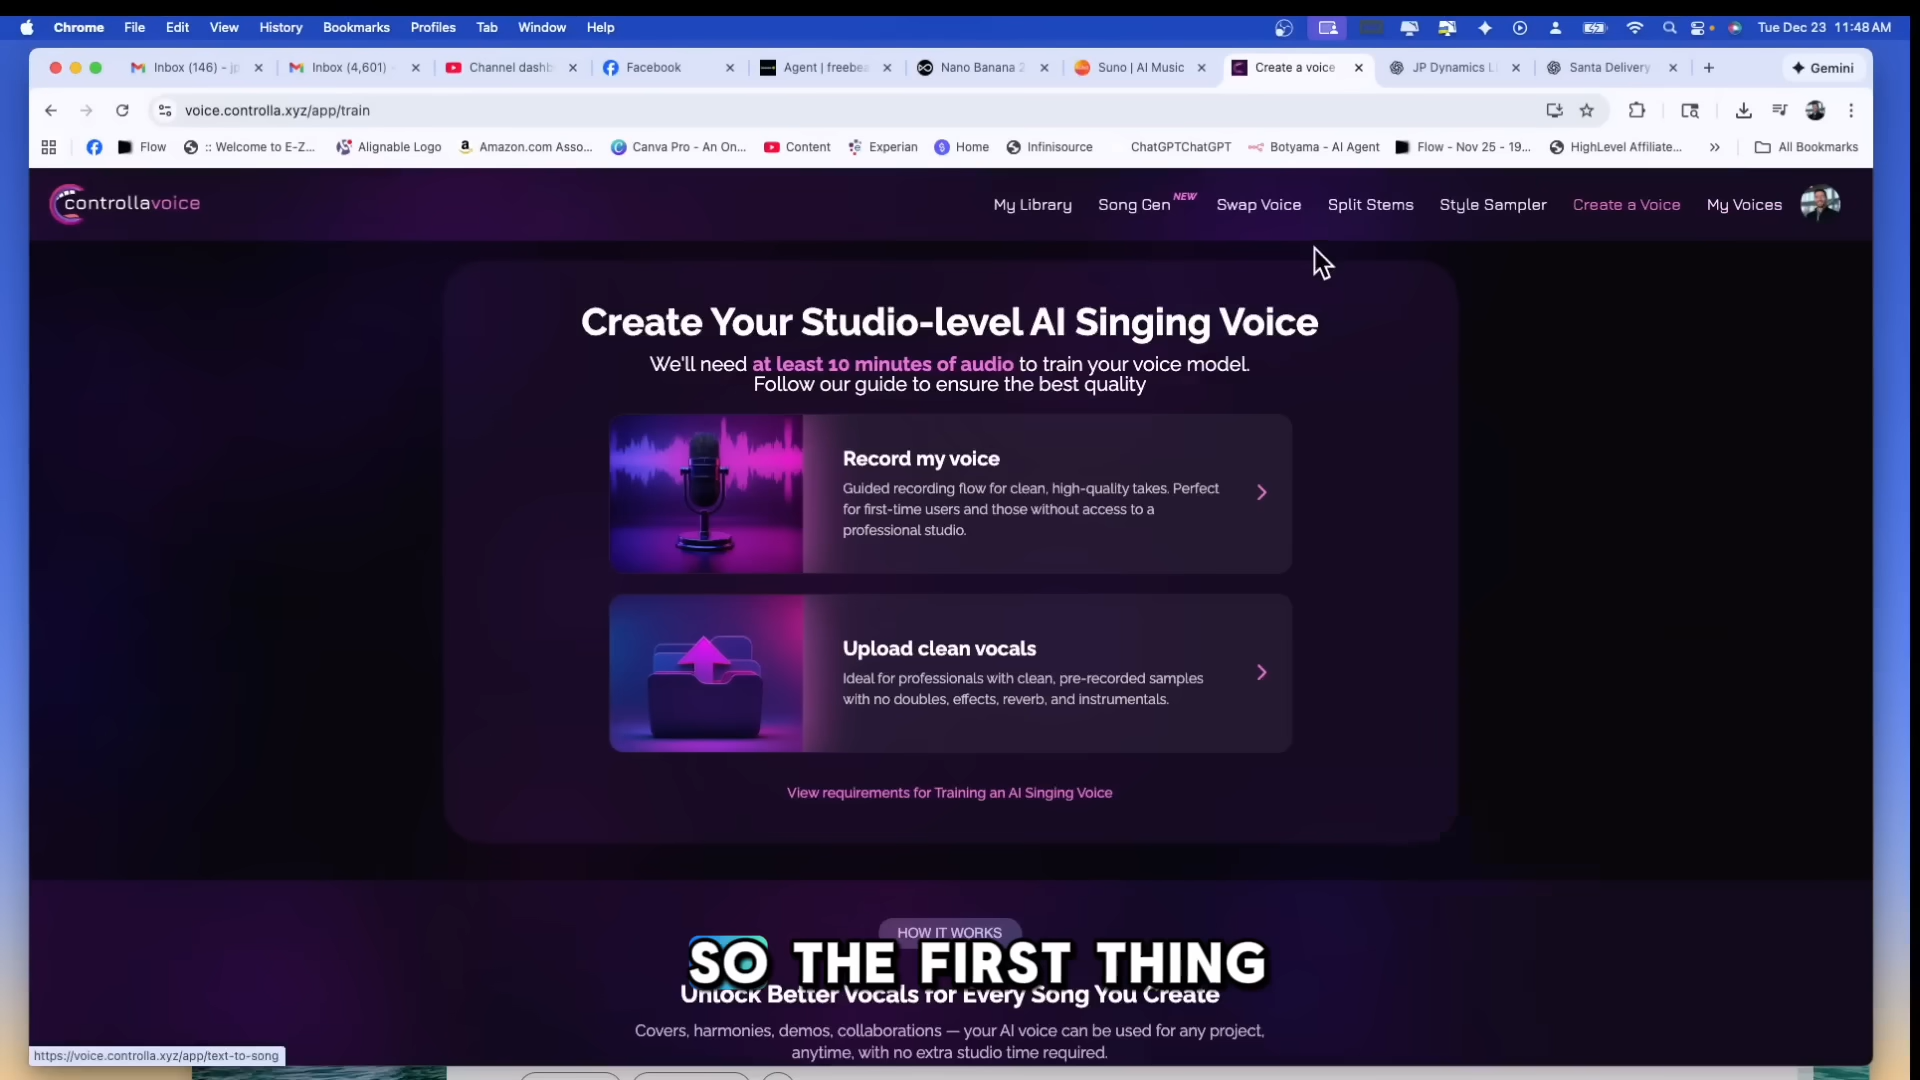 Chrome File Edit View History Bookmarks Profiles Tab Window Help Tue Dec 23 11:48 AM
Inbox (146) - jp Inbox (4,601) Channel dashb Facebook Agent | freebea Nano Banana 2 Suno | AI Music Create a voice JP Dynamics L Santa Delivery Gemini
voice.controlla.xyz/app/train
Flow :: Welcome to E-Z... Alignable Logo Amazon.com Asso... Canva Pro - An On... Content Experian Home Infinisource ChatGPTChatGPT Botyama - AI Agent Flow - Nov 25 - 19... HighLevel Affiliate... » All Bookmarks
controllavoice My Library Song Gen NEW Swap Voice Split Stems Style Sampler Create a Voice My Voices
Create Your Studio-level AI Singing Voice
We'll need at least 10 minutes of audio to train your voice model.
Follow our guide to ensure the best quality
Record my voice
Guided recording flow for clean, high-quality takes. Perfect
for first-time users and those without access to a
professional studio.
Upload clean vocals
Ideal for professionals with clean, pre-recorded samples
with no doubles, effects, reverb, and instrumentals.
View requirements for Training an AI Singing Voice
HOW IT WORKS
SO THE FIRST THING
Unlock Better Vocals for Every Song You Create
Covers, harmonies, demos, collaborations — your AI voice can be used for any project,
anytime, with no extra studio time required.
https://voice.controlla.xyz/app/text-to-song